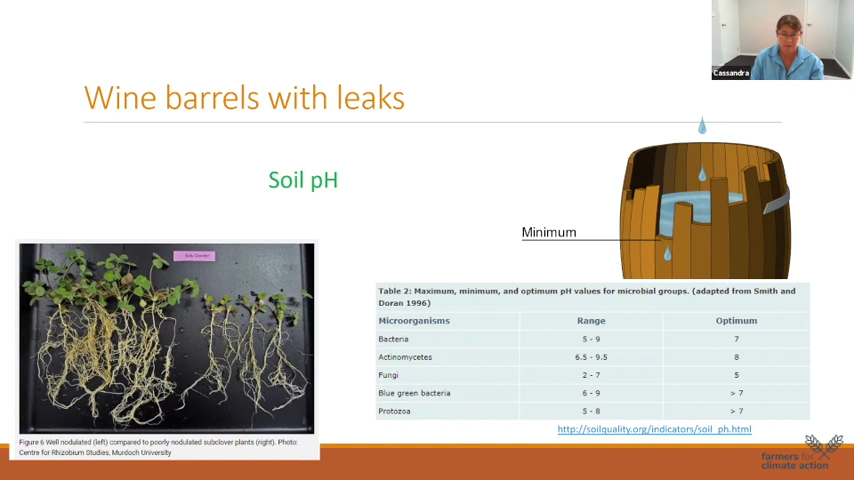 Cassandra
Wine barrels with leaks
Soil pH
Minimum
Sub Clover
Table 2: Maximum, minimum, and optimum pH values for microbial groups. (adapted from Smith and
Doran 1996)
Microorganisms Range Optimum
Bacteria 5 - 9 7
Actinomycetes 6.5 - 9.5 8
Fungi 2 - 7 5
Blue green bacteria 6 - 9 > 7
Protozoa 5 - 8 > 7
http://soilquality.org/indicators/soil_ph.html
Figure 6 Well nodulated (left) compared to poorly nodulated subclover plants (right). Photo:
Centre for Rhizobium Studies, Murdoch University
farmers for
climate action